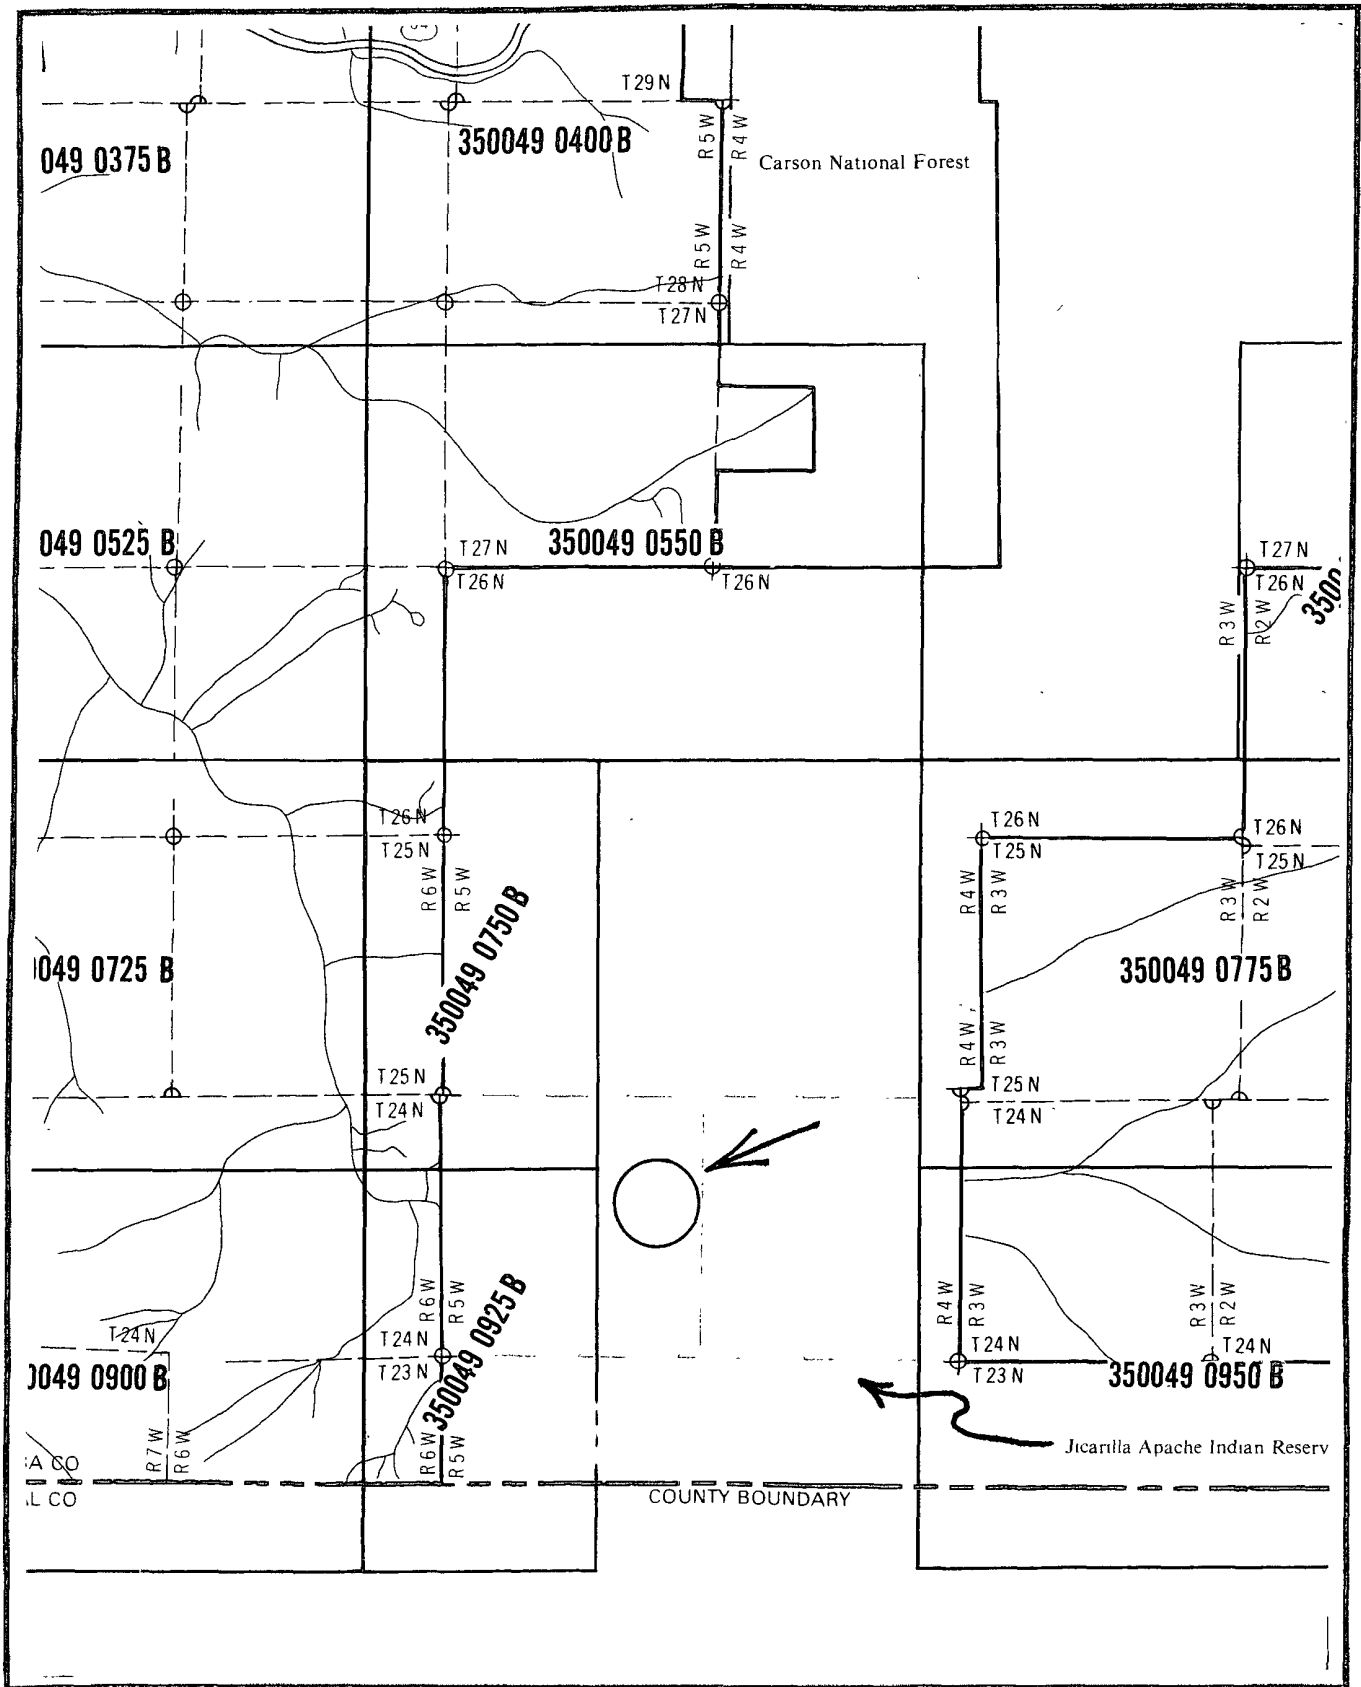 T29N
049 0375 B
350049 0400 B
R5W
R4W
Carson National Forest
R5W
R4W
T28N
T27N
049 0525 B
T27N
T26N
350049 0550 B
T26N
T27N
T26N
R3W
R2W
T26N
T25N
R6W
R5W
350049 0750 B
T26N
T25N
R4W
R3W
T26N
T25N
R3W
R2W
049 0725 B
350049 0775 B
R4W
R3W
T25N
T24N
T25N
T24N
R6W
R5W
350049 0925 B
R4W
R3W
R3W
R2W
T24N
T24N
T23N
T24N
T23N
T24N
0049 0900 B
350049 0950 B
R7W
R6W
R6W
R5W
Jicarilla Apache Indian Reserv
A CO
L CO
COUNTY BOUNDARY